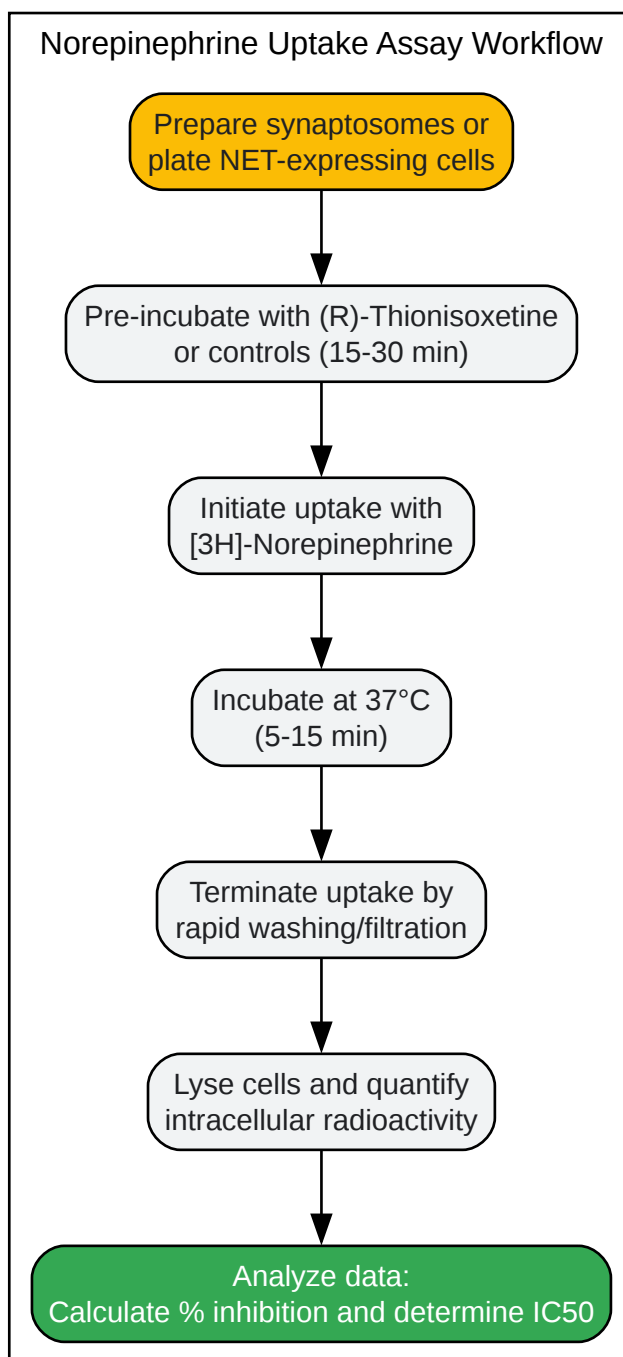 Norepinephrine Uptake Assay Workflow
Prepare synaptosomes or
plate NET-expressing cells
Pre-incubate with (R)-Thionisoxetine
or controls (15-30 min)
Initiate uptake with
[3H]-Norepinephrine
Incubate at 37°C
(5-15 min)
Terminate uptake by
rapid washing/filtration
Lyse cells and quantify
intracellular radioactivity
Analyze data:
Calculate % inhibition and determine IC50